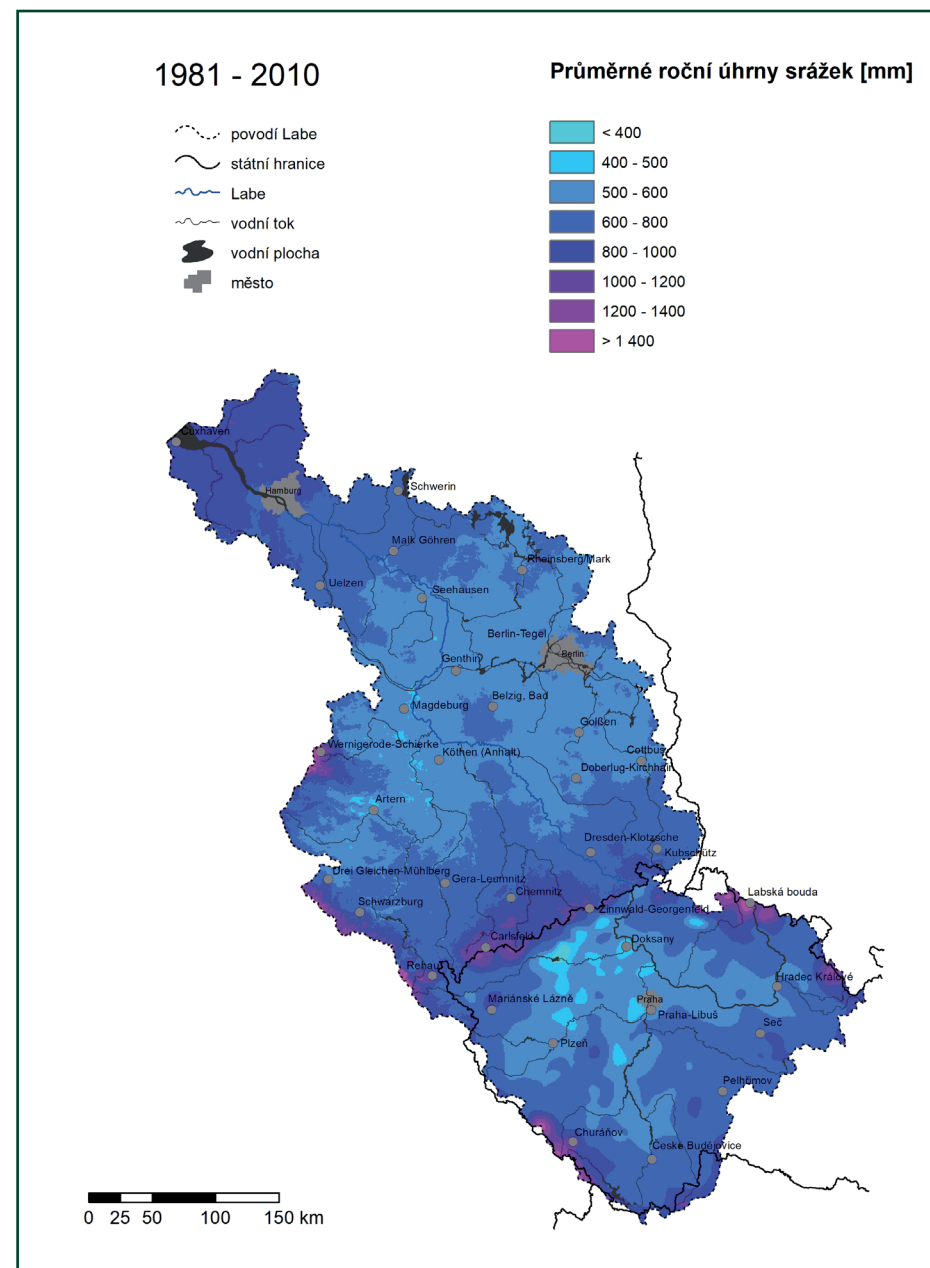 1981 - 2010
povodí Labe
státní hranice
Labe
vodní tok
vodní plocha
město
Průměrné roční úhrny srážek [mm]
< 400
400 - 500
500 - 600
600 - 800
800 - 1000
1000 - 1200
1200 - 1400
> 1 400
Cuxhaven
Hamburg
Schwerin
Malk Göhren
Rheinsberg/Mark
Uelzen
Seehausen
Berlin-Tegel
Berlin
Genthin
Belzig, Bad
Magdeburg
Golßen
Wernigerode-Schierke
Köthen (Anhalt)
Cottbus
Doberlug-Kirchhain
Artern
Dresden-Klotzsche
Kubschütz
Drei Gleichen-Mühlberg
Gera-Leumnitz
Chemnitz
Labská bouda
Schwarzburg
Zinnwald-Georgenfeld
Carlsfeld
Doksany
Rehau
Hradec Králové
Mariánské Lázně
Praha
Praha-Libuš
Seč
Plzeň
Pelhřimov
Churáňov
České Budějovice
0 25 50 100 150 km